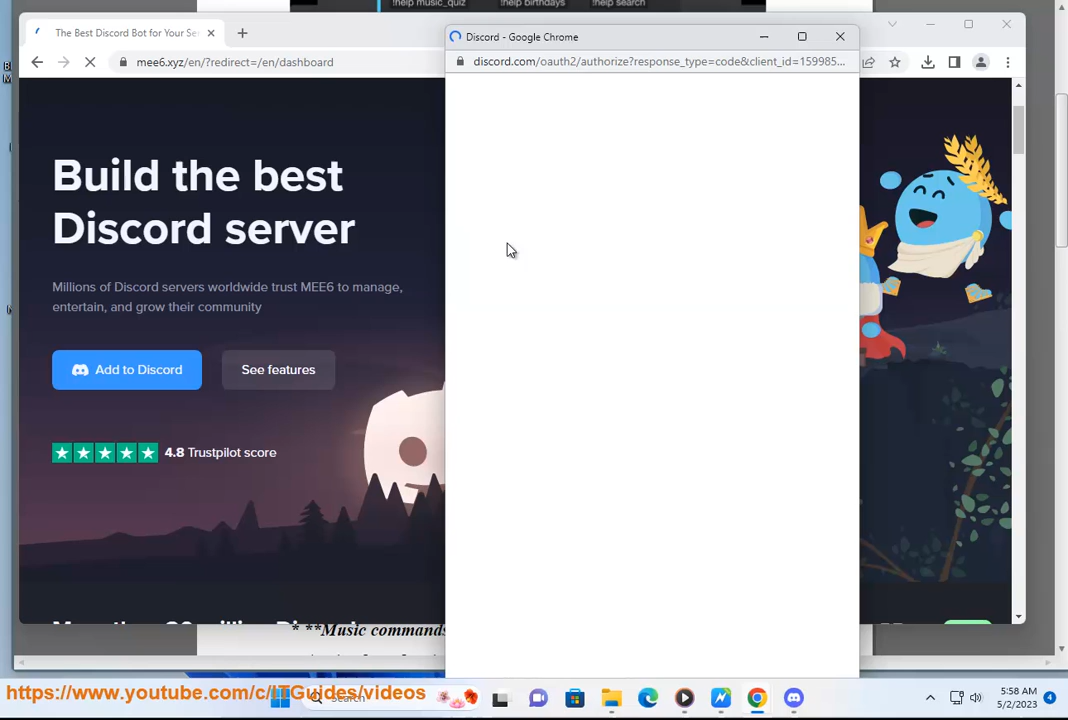 !help music_quiz !help birthdays !help search
The Best Discord Bot for Your Se
Discord - Google Chrome
mee6.xyz/en/?redirect=/en/dashboard
discord.com/oauth2/authorize?response_type=code&client_id=159985...
Build the best
Discord server
Millions of Discord servers worldwide trust MEE6 to manage,
entertain, and grow their community
Add to Discord
See features
4.8 Trustpilot score
* **Music commands
https://www.youtube.com/c/ITGuides/videos
Search
5:58 AM
5/2/2023
4